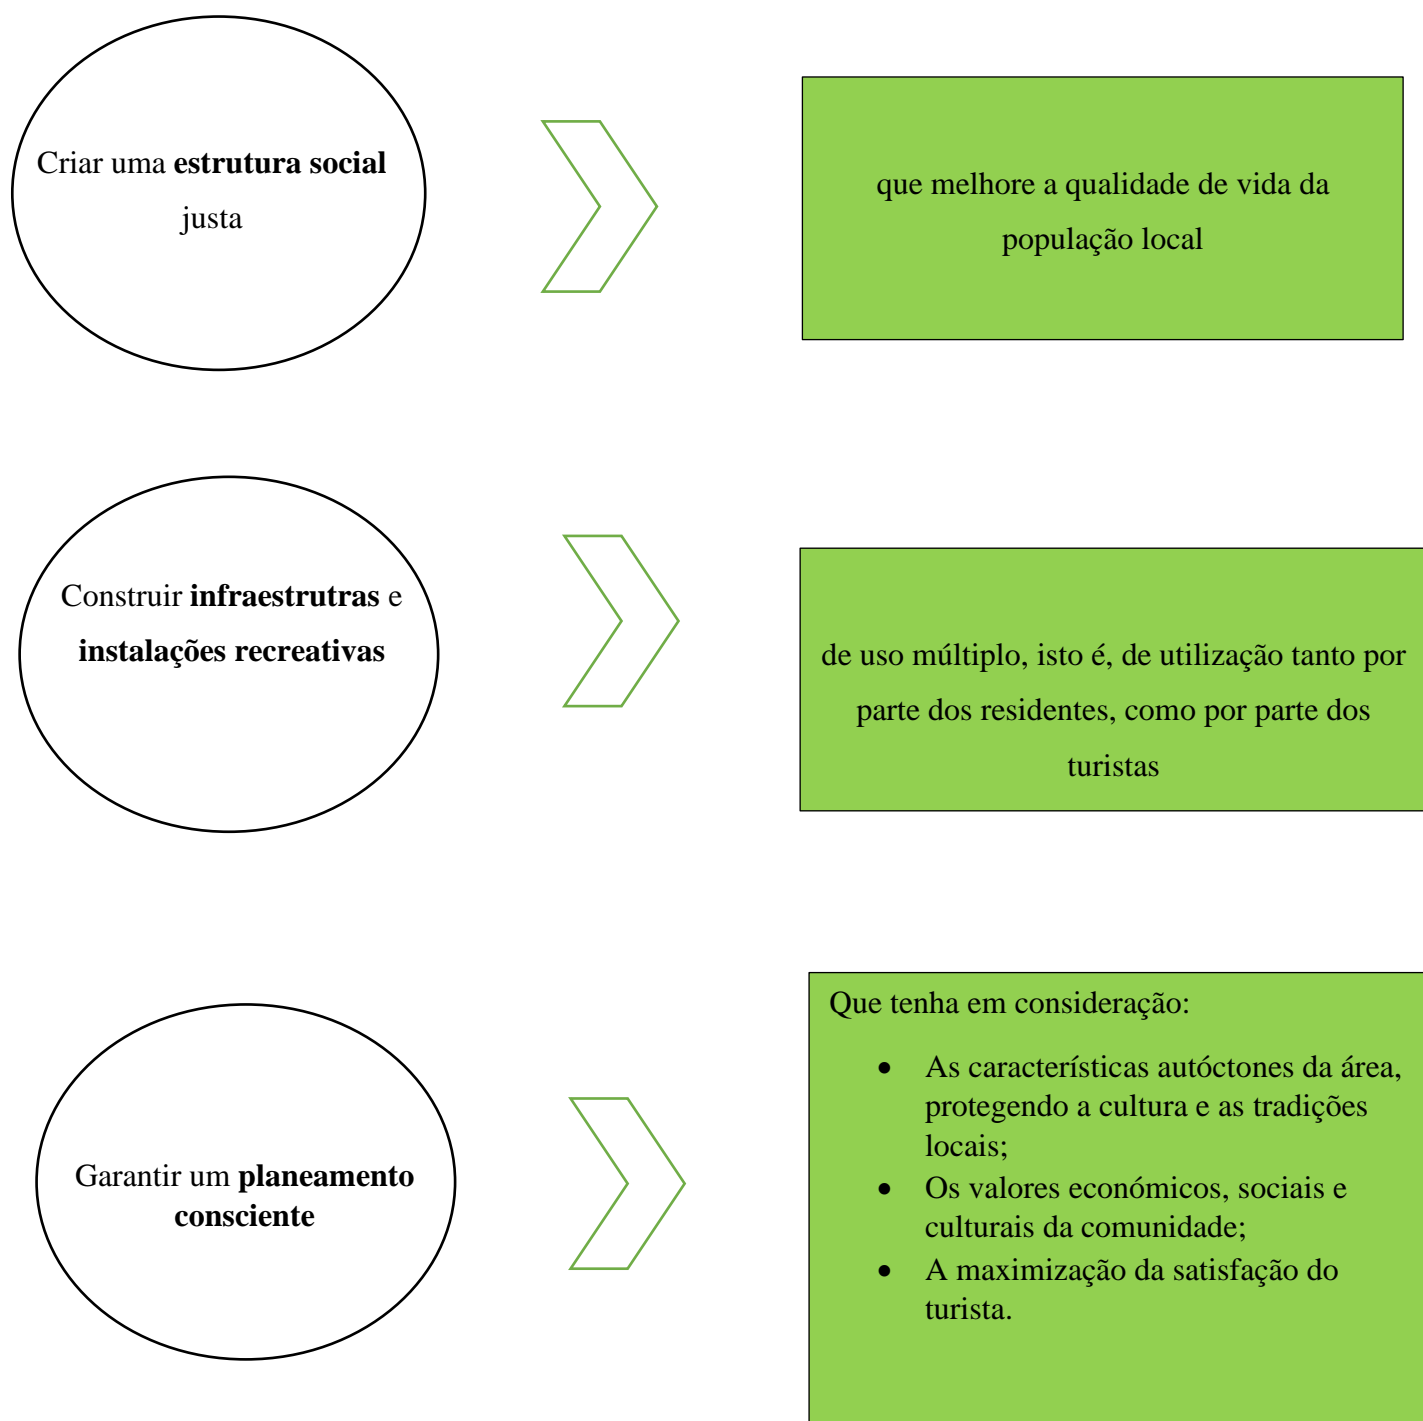 Criar uma estrutura social
justa
que melhore a qualidade de vida da
população local
Construir infraestrutras e
instalações recreativas
de uso múltiplo, isto é, de utilização tanto por
parte dos residentes, como por parte dos
turistas
Garantir um planeamento
consciente
Que tenha em consideração:
• As características autóctones da área,
protegendo a cultura e as tradições
locais;
• Os valores económicos, sociais e
culturais da comunidade;
• A maximização da satisfação do
turista.